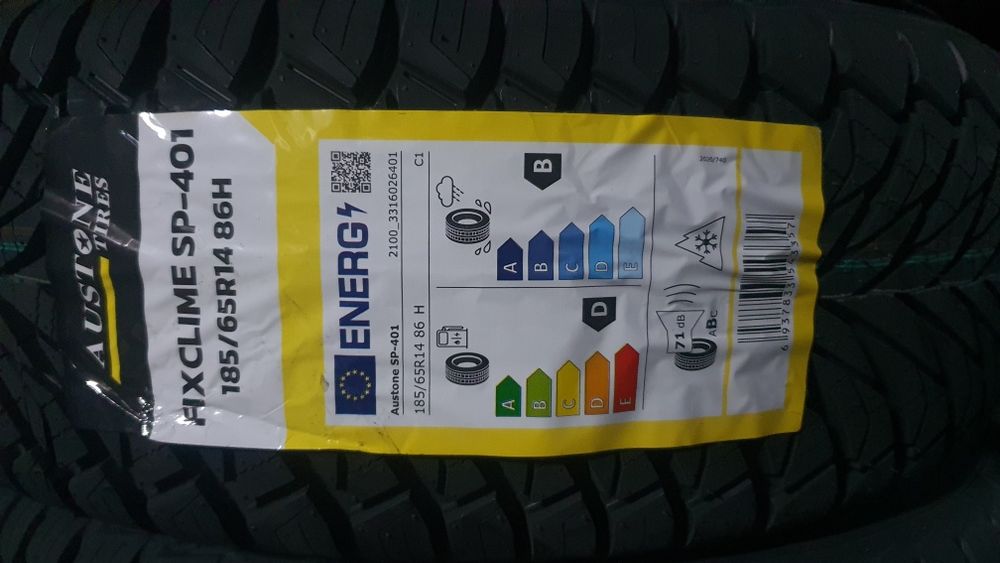 AUSTONE
TIRES
FIXCLIME SP-401
185/65R14 86H
ENERG
2100_3316026401
Austone SP-401
185/65R14 86 H
C1
D
A
B
C
D
E
B
A
B
C
D
E
71 dB
ABC
2020/740